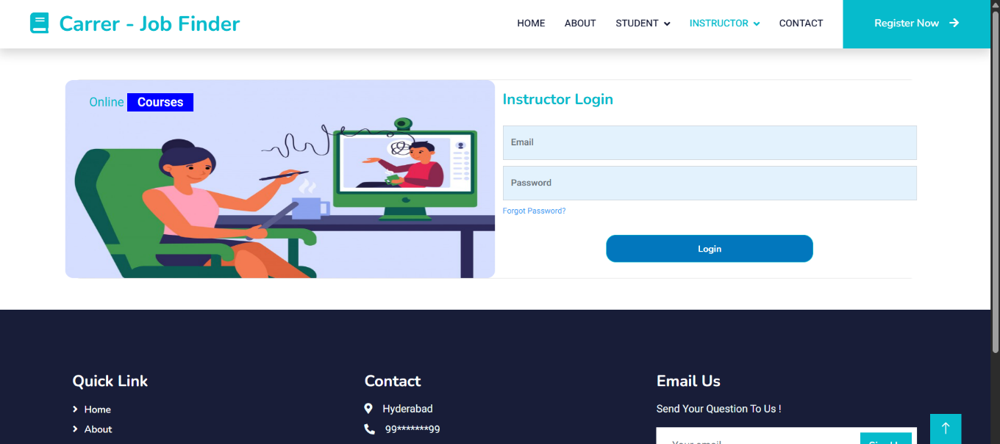 Carrer - Job Finder
HOME ABOUT STUDENT INSTRUCTOR CONTACT Register Now
Online Courses
Instructor Login
Email
Password
Forgot Password?
Login
Quick Link
Home
About
Contact
Hyderabad
99*******99
Email Us
Send Your Question To Us !
Your email
Sign Up